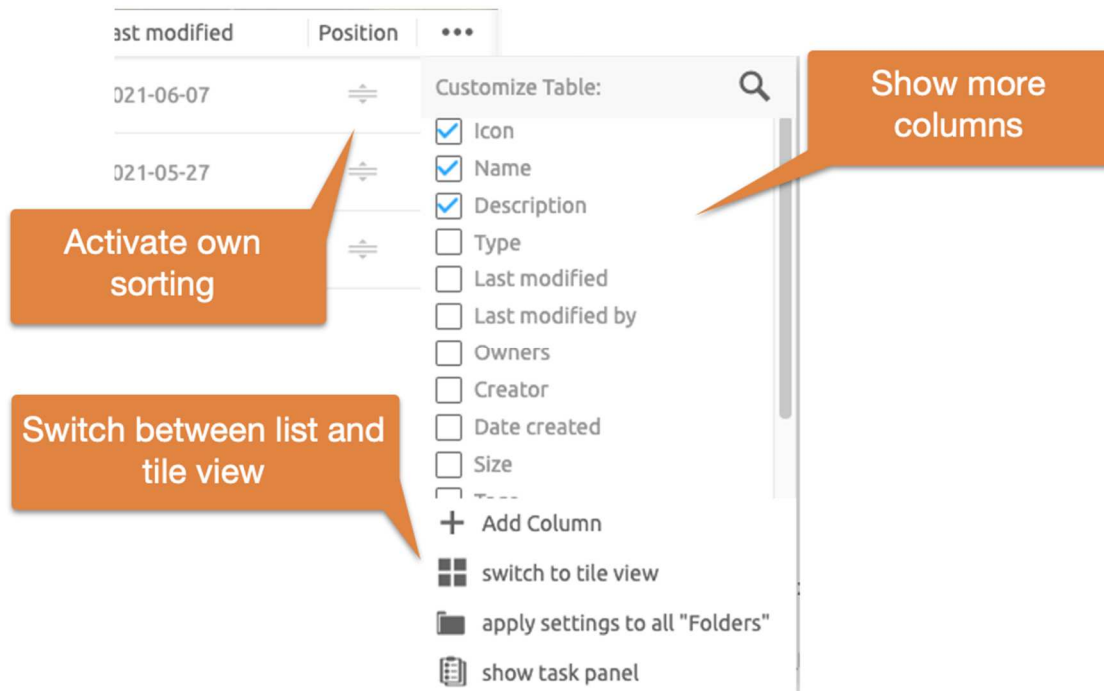 ast modified Position •••
021-06-07
021-05-27
Customize Table:
Icon
Name
Description
Type
Last modified
Last modified by
Owners
Creator
Date created
Size
Add Column
switch to tile view
apply settings to all "Folders"
show task panel
Show more
columns
Activate own
sorting
Switch between list and
tile view